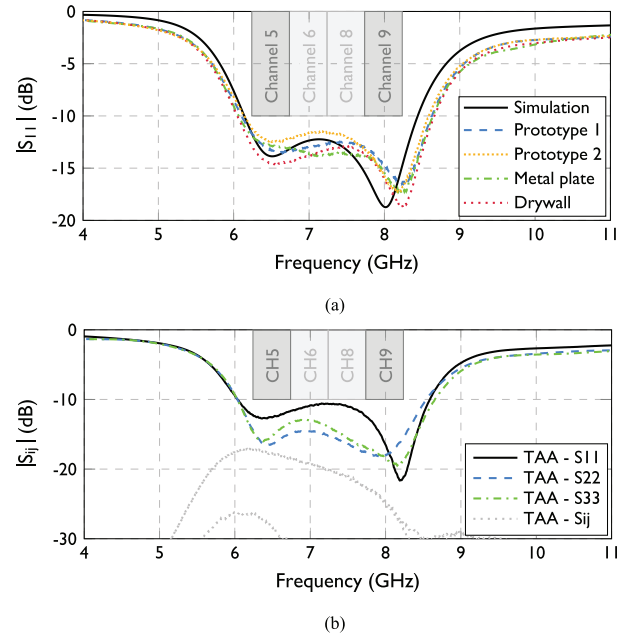 0
-5
-10
-15
-20
|S11| (dB)
Channel 5
Channel 6
Channel 8
Channel 9
Simulation
Prototype 1
Prototype 2
Metal plate
Drywall
4 5 6 7 8 9 10 11
Frequency (GHz)
(a)
0
-10
-20
-30
|Sij| (dB)
CH5
CH6
CH8
CH9
TAA - S11
TAA - S22
TAA - S33
TAA - Sij
4 5 6 7 8 9 10 11
Frequency (GHz)
(b)